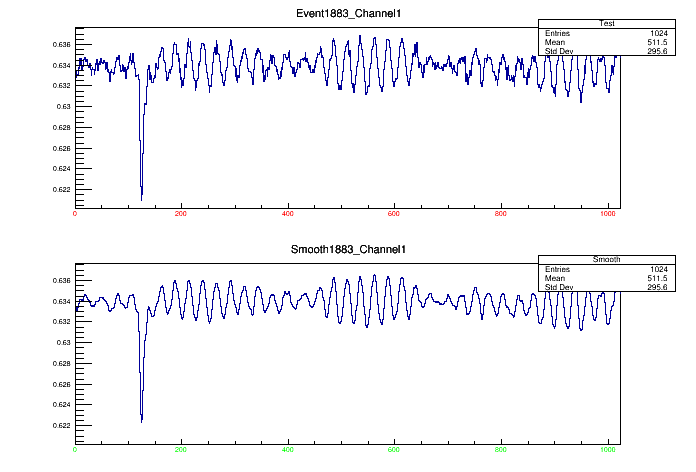 Event1883_Channel1
Test
Entries 1024
Mean 511.5
Std Dev 295.6
0.636
0.634
0.632
0.63
0.628
0.626
0.624
0.622
0 200 400 600 800 1000
Smooth1883_Channel1
Smooth
Entries 1024
Mean 511.5
Std Dev 295.6
0.636
0.634
0.632
0.63
0.628
0.626
0.624
0.622
0 200 400 600 800 1000